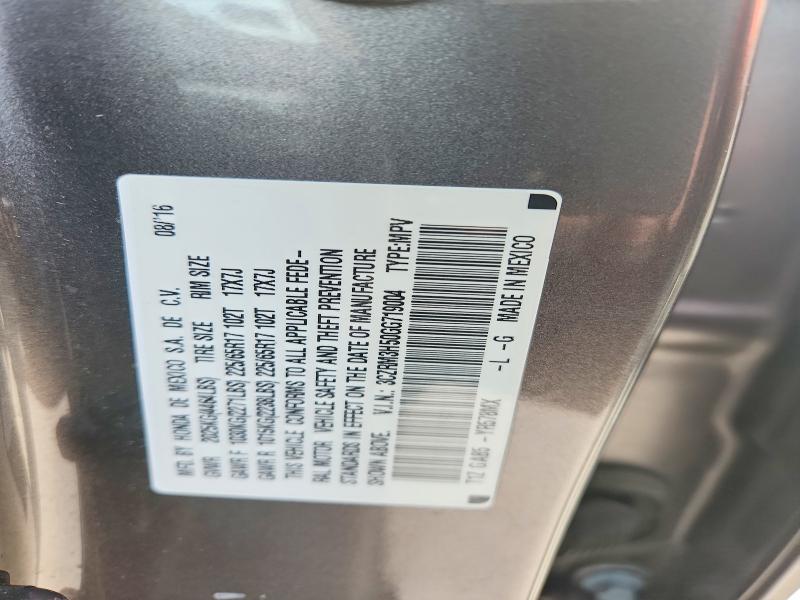 MFD. BY HONDA DE MEXICO S.A. DE C.V. 08/'16
GVWR 2025KG(4464LBS) TIRE SIZE RIM SIZE
GAWR F 1030KG(2271LBS) 225/65R17 102T 17X7J
GAWR R 1015KG(2238LBS) 225/65R17 102T 17X7J
THIS VEHICLE CONFORMS TO ALL APPLICABLE FEDE-
RAL MOTOR VEHICLE SAFETY AND THEFT PREVENTION
STANDARDS IN EFFECT ON THE DATE OF MANUFACTURE
SHOWN ABOVE. V.I.N.: 3CZRM3H50GG719004 TYPE:MPV
T1Z GABS -YR578MX -L -G MADE IN MEXICO